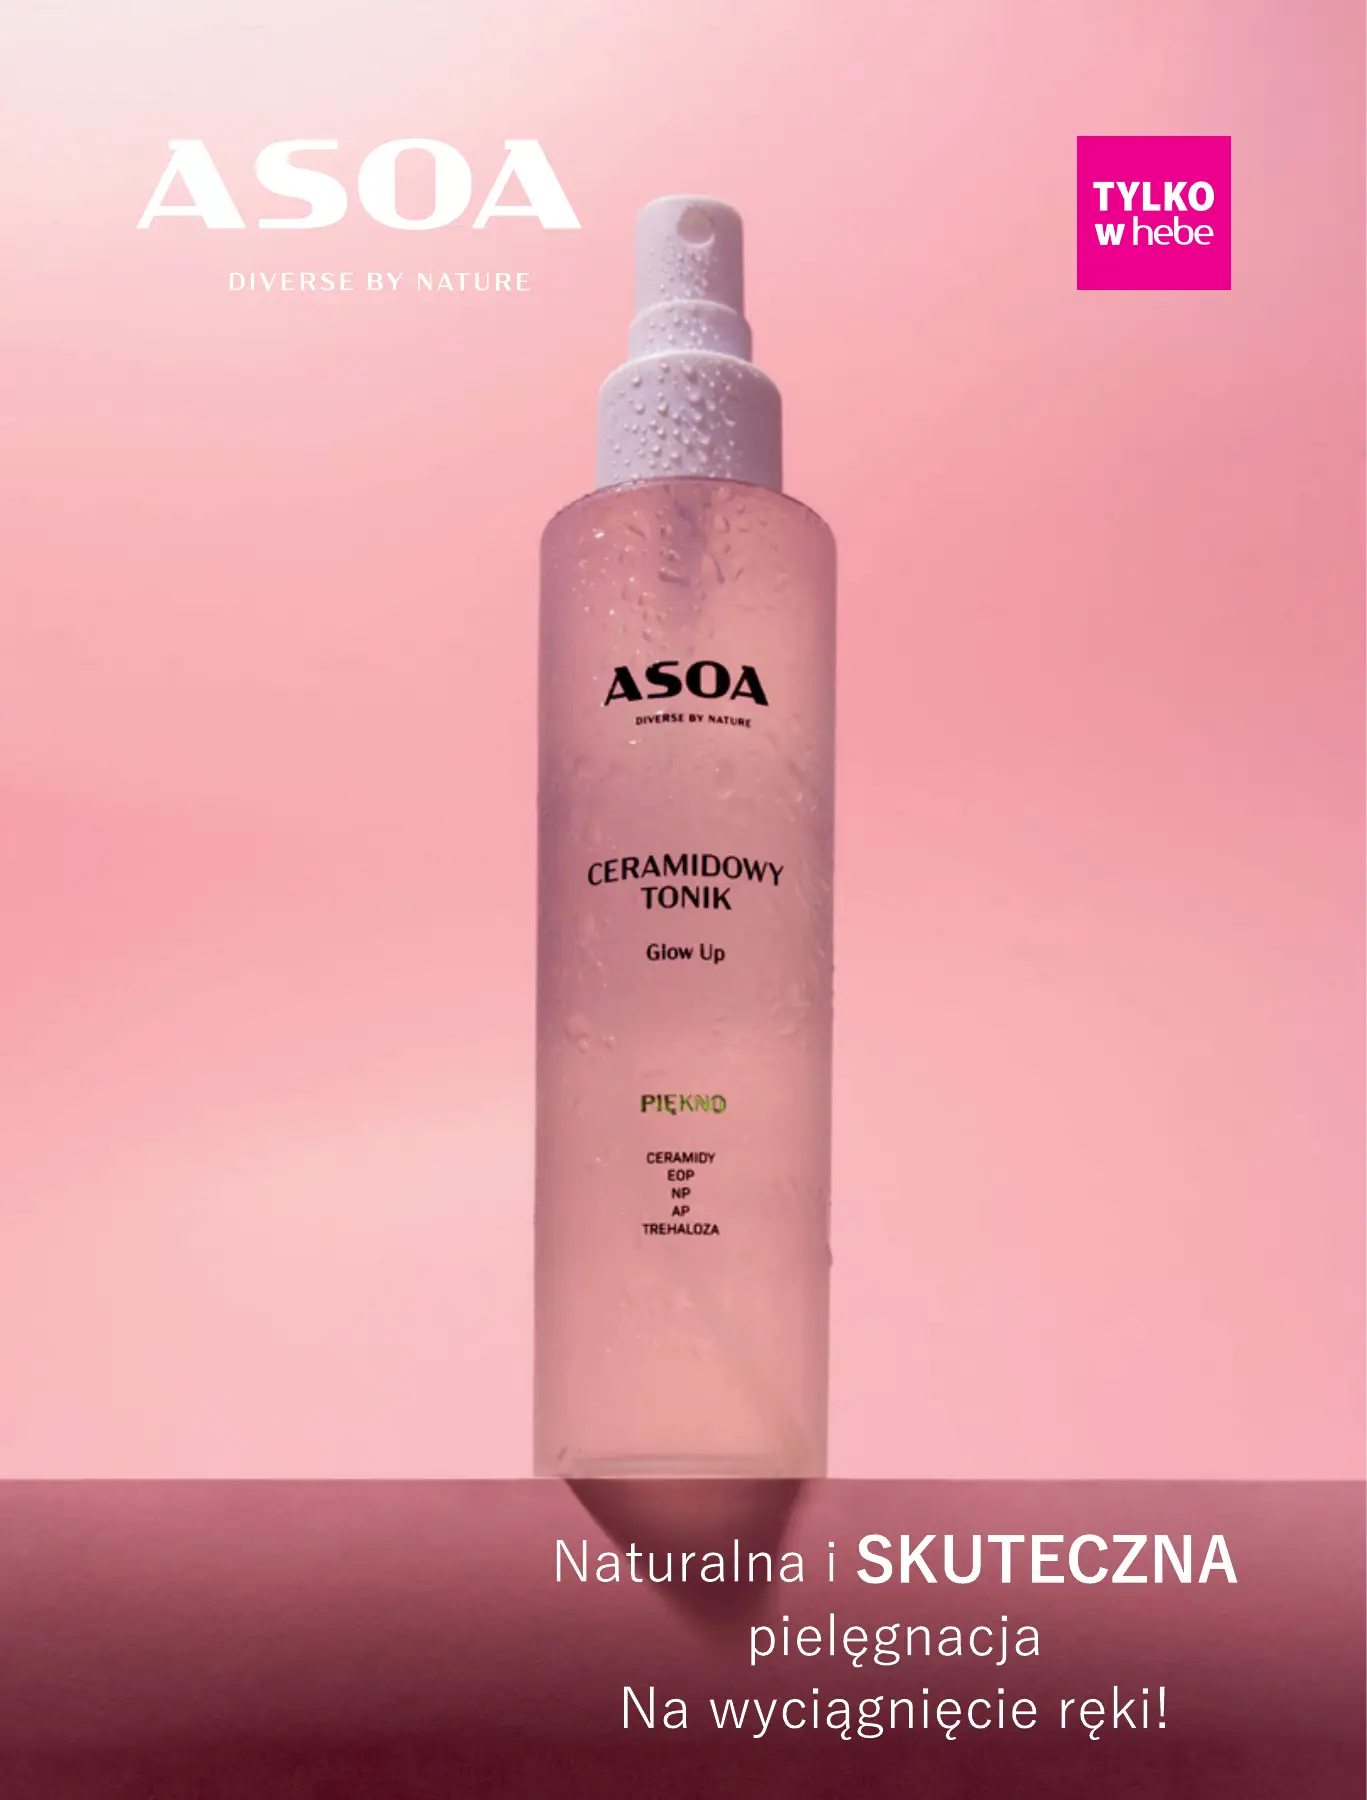 ASOA
DIVERSE BY NATURE
TYLKO
w hebe
ASOA
DIVERSE BY NATURE
CERAMIDOWY
TONIK
Glow Up
PIĘKNO
CERAMIDY
EOP
NP
AP
TREHALOZA
Naturalna i SKUTECZNA
pielęgnacja
Na wyciągnięcie ręki!